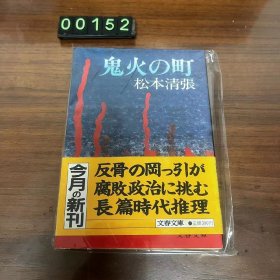 00152
鬼火の町
松本清張
今月の新刊
反骨の岡っ引が
腐敗政治に挑む
長篇時代推理
文春文庫